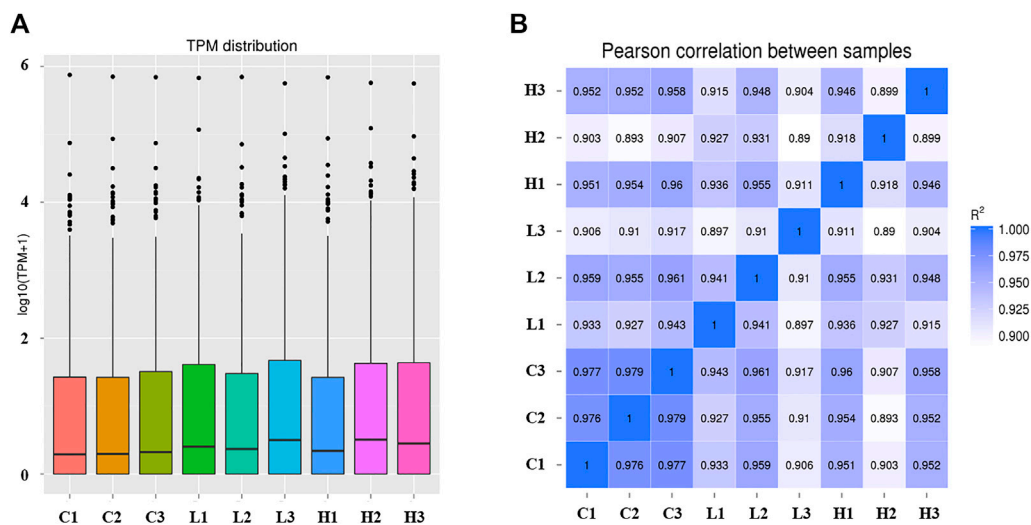 A
TPM distribution
6
4
2
0
log10(TPM+1)
C1 C2 C3 L1 L2 L3 H1 H2 H3
B
Pearson correlation between samples
H3 0.952 0.952 0.958 0.915 0.948 0.904 0.946 0.899 1
H2 0.903 0.893 0.907 0.927 0.931 0.89 0.918 1 0.899
H1 0.951 0.954 0.96 0.936 0.955 0.911 1 0.918 0.946
L3 0.906 0.91 0.917 0.897 0.91 1 0.911 0.89 0.904
L2 0.959 0.955 0.961 0.941 1 0.91 0.955 0.931 0.948
L1 0.933 0.927 0.943 1 0.941 0.897 0.936 0.927 0.915
C3 0.977 0.979 1 0.943 0.961 0.917 0.96 0.907 0.958
C2 0.976 1 0.979 0.927 0.955 0.91 0.954 0.893 0.952
C1 1 0.976 0.977 0.933 0.959 0.906 0.951 0.903 0.952
C1 C2 C3 L1 L2 L3 H1 H2 H3
R²
1.000
0.975
0.950
0.925
0.900